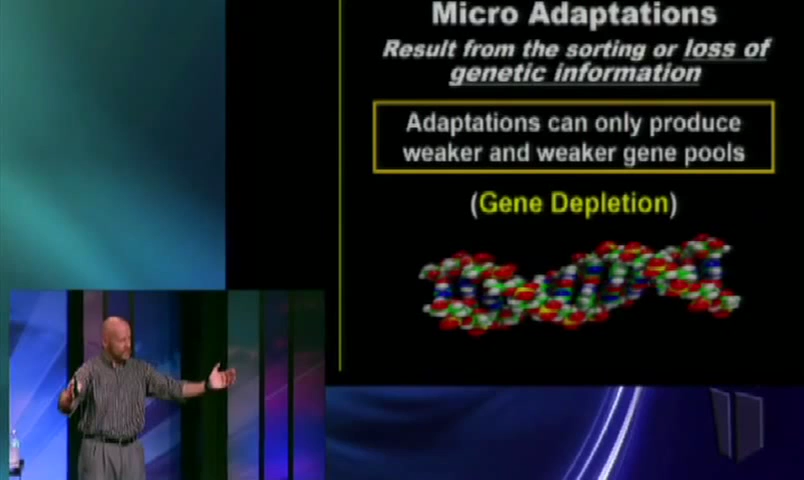 Micro Adaptations
Result from the sorting or loss of
genetic information
Adaptations can only produce
weaker and weaker gene pools
(Gene Depletion)